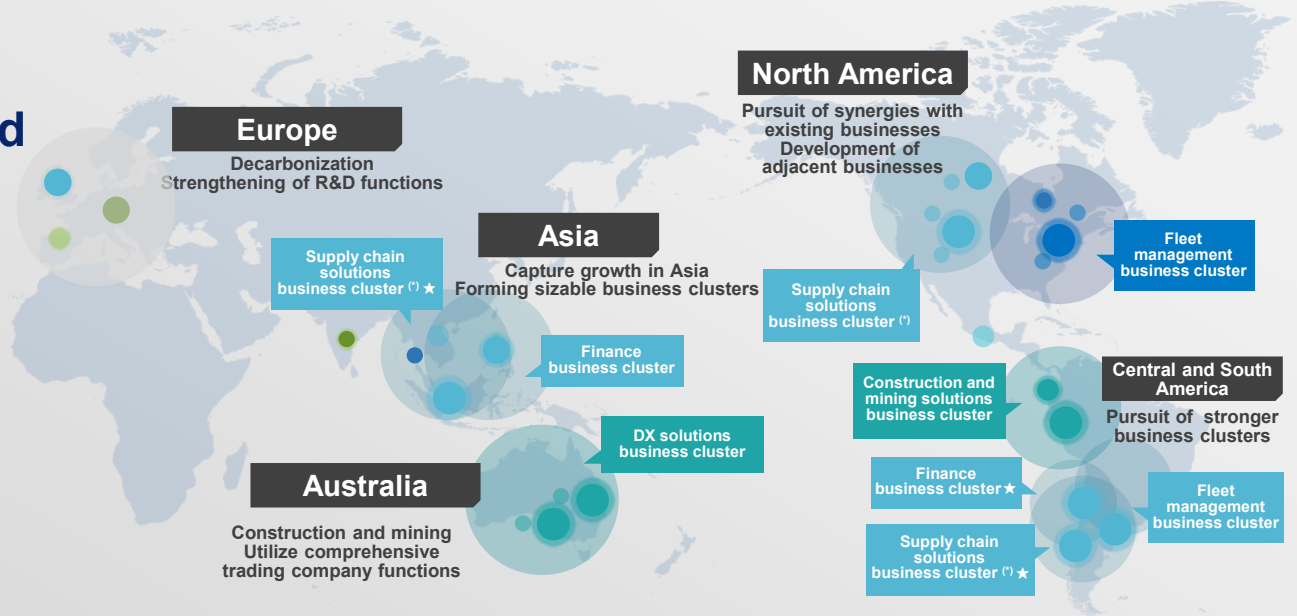 d
Europe
Decarbonization
Strengthening of R&D functions
North America
Pursuit of synergies with
existing businesses
Development of
adjacent businesses
Asia
Capture growth in Asia
Forming sizable business clusters
Supply chain
solutions
business cluster (*) ★
Finance
business cluster
Supply chain
solutions
business cluster (*)
Fleet
management
business cluster
DX solutions
business cluster
Australia
Construction and mining
Utilize comprehensive
trading company functions
Construction and
mining solutions
business cluster
Central and South
America
Pursuit of stronger
business clusters
Finance
business cluster ★
Fleet
management
business cluster
Supply chain
solutions
business cluster (*) ★